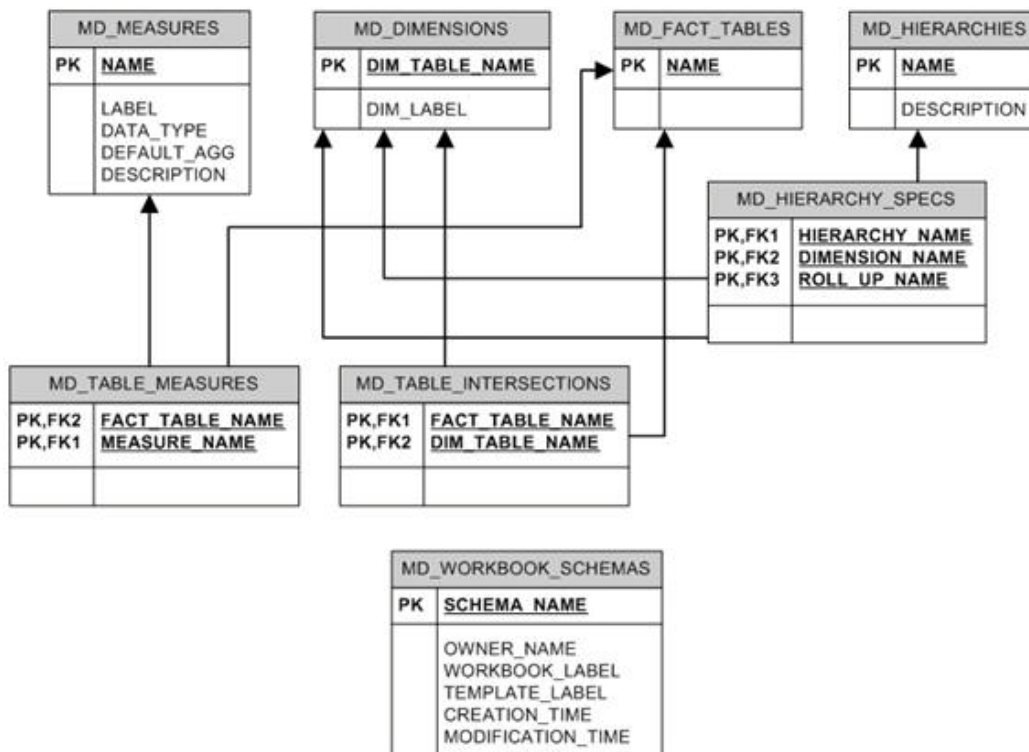 MD_MEASURES
PK NAME
LABEL
DATA_TYPE
DEFAULT_AGG
DESCRIPTION
MD_DIMENSIONS
PK DIM_TABLE_NAME
DIM_LABEL
MD_FACT_TABLES
PK NAME
MD_HIERARCHIES
PK NAME
DESCRIPTION
MD_HIERARCHY_SPECS
PK,FK1 HIERARCHY_NAME
PK,FK2 DIMENSION_NAME
PK,FK3 ROLL_UP_NAME
MD_TABLE_MEASURES
PK,FK2 FACT_TABLE_NAME
PK,FK1 MEASURE_NAME
MD_TABLE_INTERSECTIONS
PK,FK1 FACT_TABLE_NAME
PK,FK2 DIM_TABLE_NAME
MD_WORKBOOK_SCHEMAS
PK SCHEMA_NAME
OWNER_NAME
WORKBOOK_LABEL
TEMPLATE_LABEL
CREATION_TIME
MODIFICATION_TIME